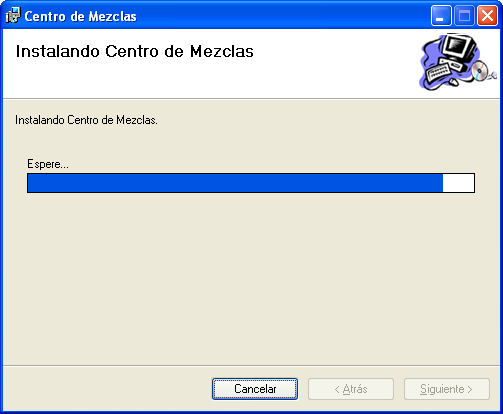 Centro de Mezclas
Instalando Centro de Mezclas
Instalando Centro de Mezclas.
Espere...
Cancelar
< Atrás
Siguiente >